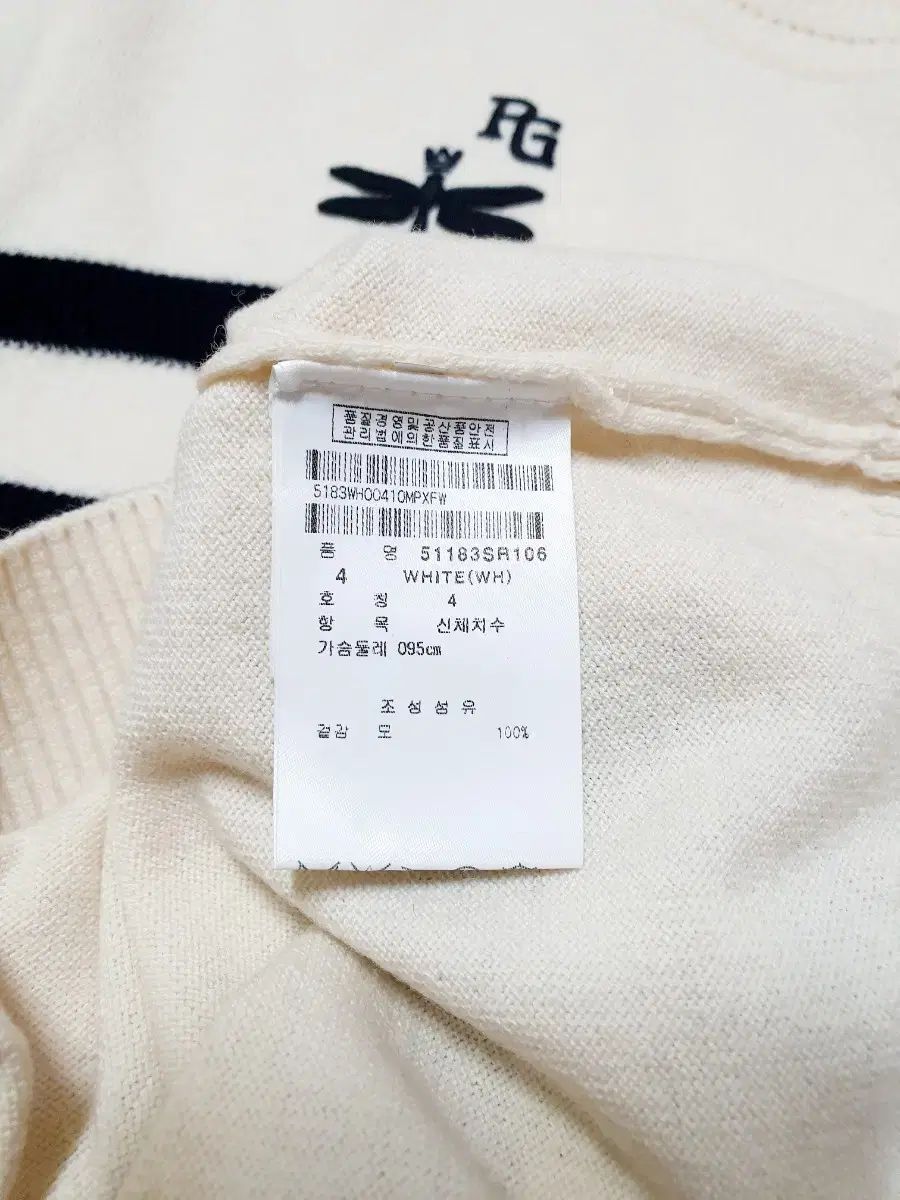 PG
품질경영및공산품안전
관리법에의한품질표시
5183WH00410MPXFW
품 명 51183SR106
4 WHITE(WH)
호 칭 4
항 목 신체치수
가슴둘레 095cm
조 성 섬 유
겉감 모 100%